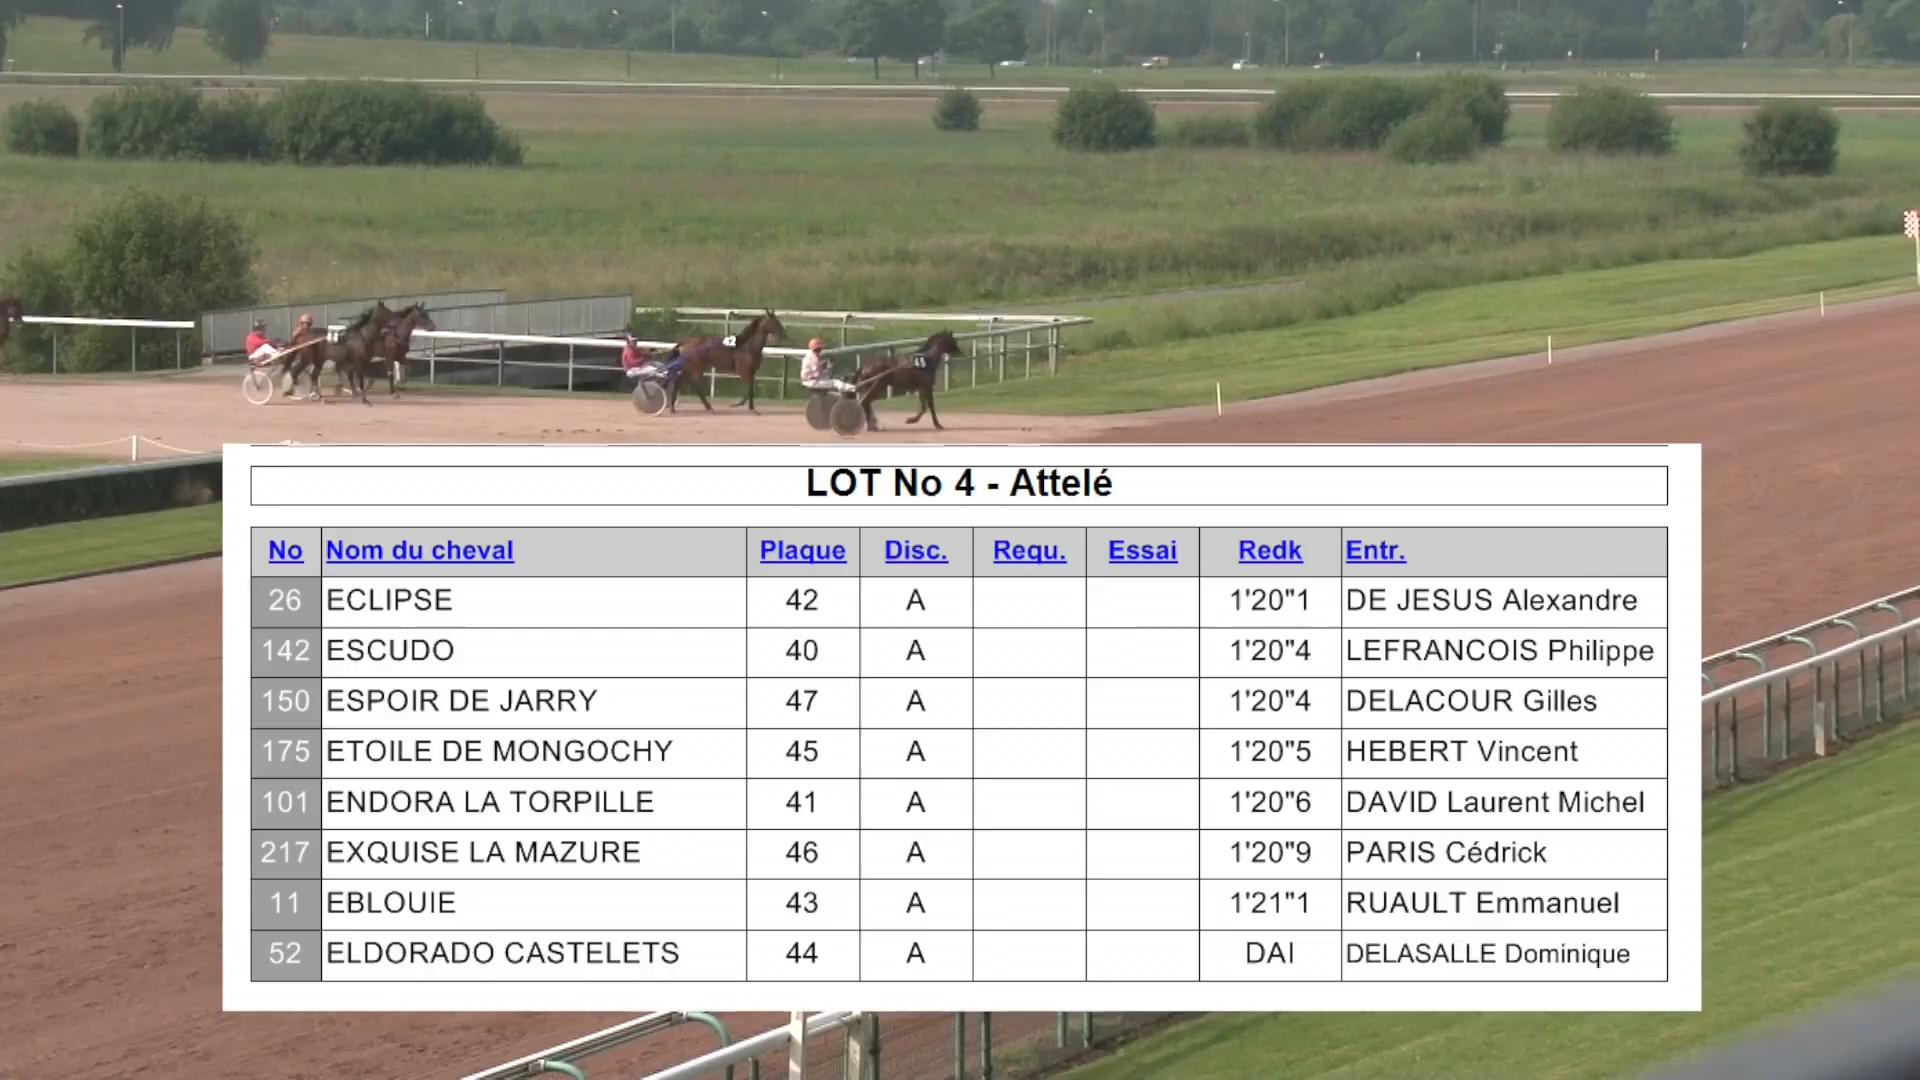 42
LOT No 4 - Attelé
No Nom du cheval Plaque Disc. Requ. Essai Redk Entr.
26 ECLIPSE 42 A 1'20"1 DE JESUS Alexandre
142 ESCUDO 40 A 1'20"4 LEFRANCOIS Philippe
150 ESPOIR DE JARRY 47 A 1'20"4 DELACOUR Gilles
175 ETOILE DE MONGOCHY 45 A 1'20"5 HEBERT Vincent
101 ENDORA LA TORPILLE 41 A 1'20"6 DAVID Laurent Michel
217 EXQUISE LA MAZURE 46 A 1'20"9 PARIS Cédrick
11 EBLOUIE 43 A 1'21"1 RUAULT Emmanuel
52 ELDORADO CASTELETS 44 A DAI DELASALLE Dominique